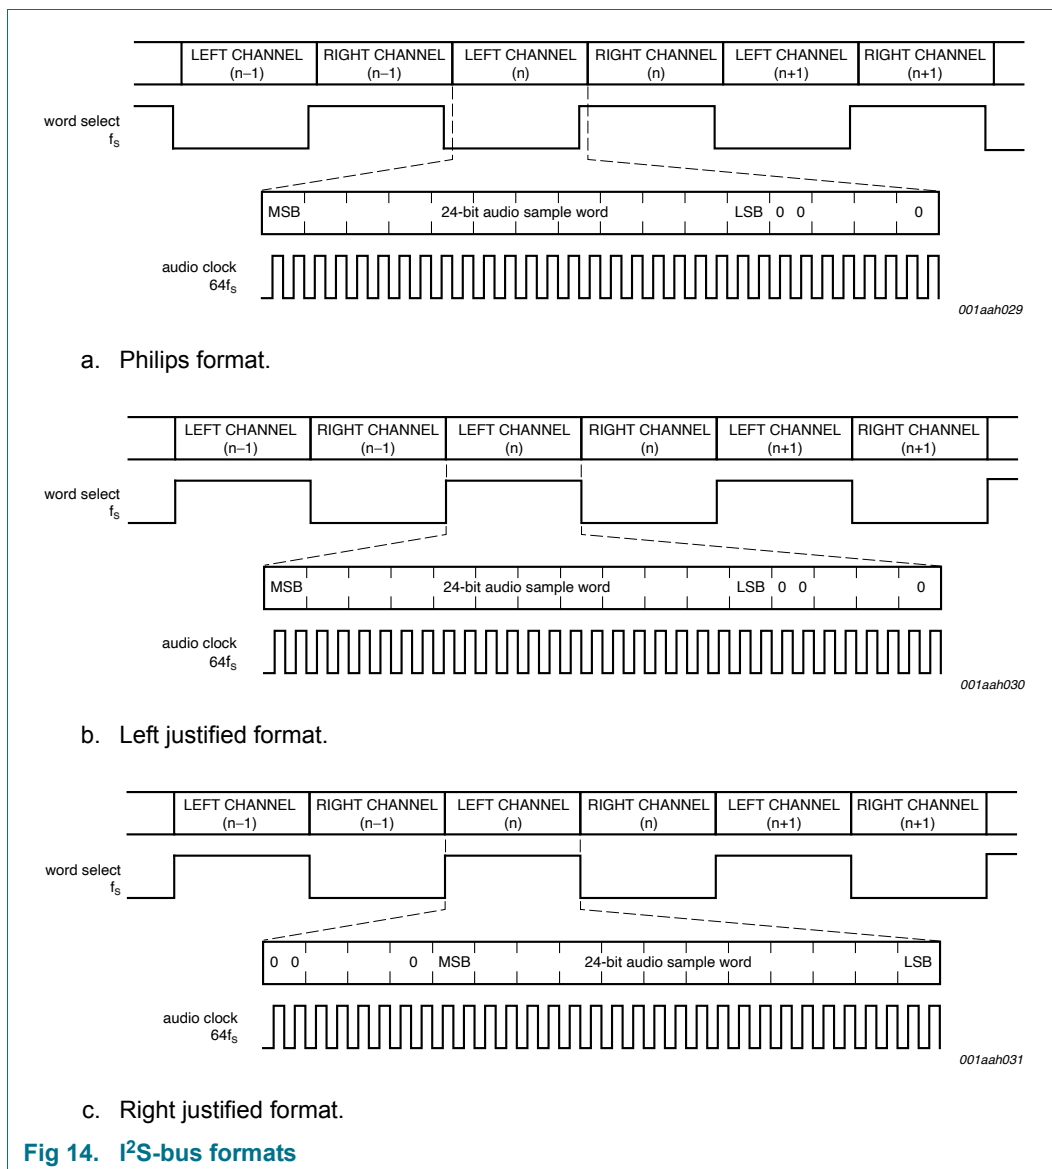 LEFT CHANNEL (n−1) RIGHT CHANNEL (n−1) LEFT CHANNEL (n) RIGHT CHANNEL (n) LEFT CHANNEL (n+1) RIGHT CHANNEL (n+1)
word select fS
MSB 24-bit audio sample word LSB 0 0 0
audio clock 64fS
001aah029
a. Philips format.
LEFT CHANNEL (n−1) RIGHT CHANNEL (n−1) LEFT CHANNEL (n) RIGHT CHANNEL (n) LEFT CHANNEL (n+1) RIGHT CHANNEL (n+1)
word select fS
MSB 24-bit audio sample word LSB 0 0 0
audio clock 64fS
001aah030
b. Left justified format.
LEFT CHANNEL (n−1) RIGHT CHANNEL (n−1) LEFT CHANNEL (n) RIGHT CHANNEL (n) LEFT CHANNEL (n+1) RIGHT CHANNEL (n+1)
word select fS
0 0 0 MSB 24-bit audio sample word LSB
audio clock 64fS
001aah031
c. Right justified format.
Fig 14. I²S-bus formats